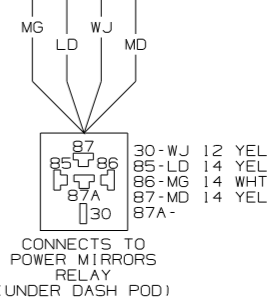 MG
LD
WJ
MD
87
85
86
87A
30
30-WJ 12 YEL
85-LD 14 YEL
86-MG 14 WHT
87-MD 14 YEL
87A-
CONNECTS TO
POWER MIRRORS
RELAY
(UNDER DASH POD)